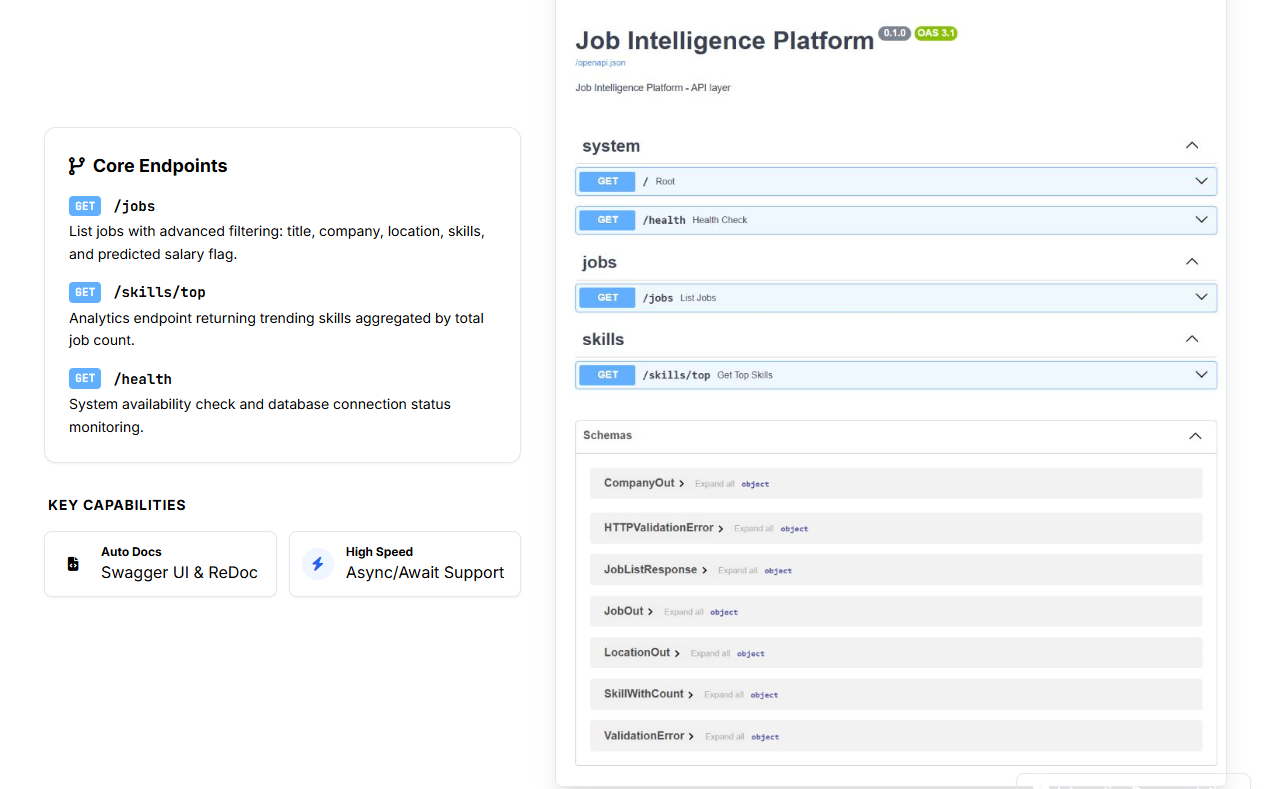 Core Endpoints
GET /jobs
List jobs with advanced filtering: title, company, location, skills,
and predicted salary flag.
GET /skills/top
Analytics endpoint returning trending skills aggregated by total
job count.
GET /health
System availability check and database connection status
monitoring.
KEY CAPABILITIES
Auto Docs
Swagger UI & ReDoc
High Speed
Async/Await Support
Job Intelligence Platform 0.1.0 OAS 3.1
/openapi.json
Job Intelligence Platform - API layer
system
GET / Root
GET /health Health Check
jobs
GET /jobs List Jobs
skills
GET /skills/top Get Top Skills
Schemas
CompanyOut Expand all object
HTTPValidationError Expand all object
JobListResponse Expand all object
JobOut Expand all object
LocationOut Expand all object
SkillWithCount Expand all object
ValidationError Expand all object